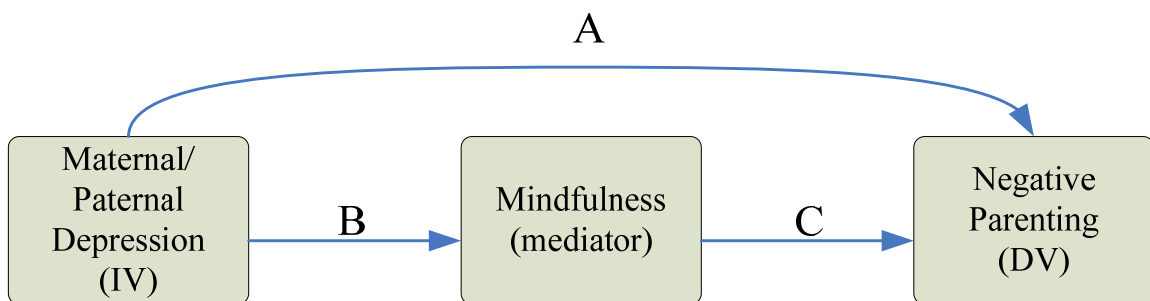 A
Maternal/
Paternal
Depression
(IV)
B
Mindfulness
(mediator)
C
Negative
Parenting
(DV)